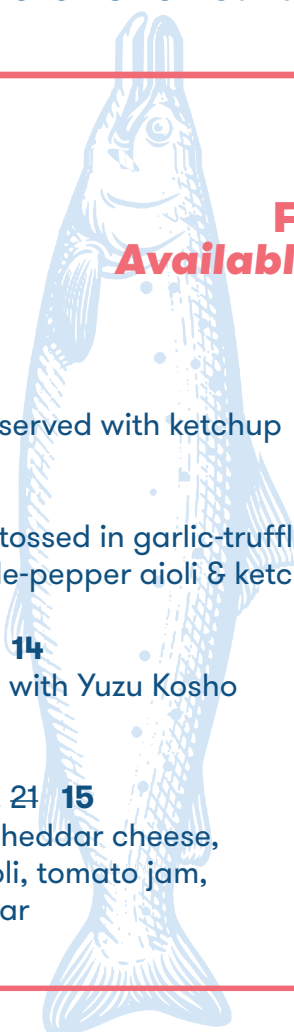 F
Availabl
served with ketchup
tossed in garlic-truffl
le-pepper aioli & ketc
14
with Yuzu Kosho
21 15
heddar cheese,
oli, tomato jam,
ar